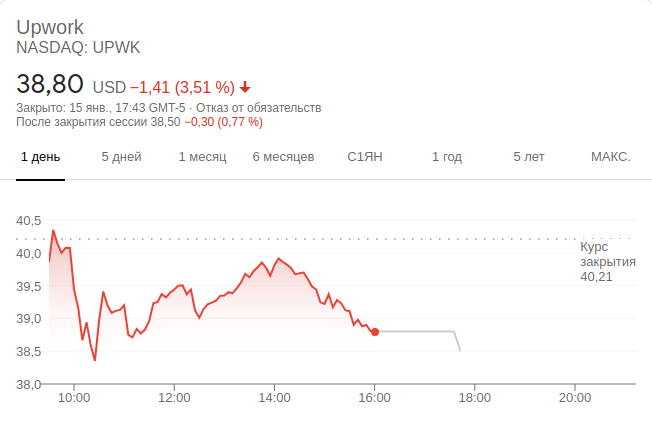 Upwork
NASDAQ: UPWK
38,80 USD −1,41 (3,51 %)
Закрыто: 15 янв., 17:43 GMT-5 · Отказ от обязательств
После закрытия сессии 38,50 −0,30 (0,77 %)
1 день 5 дней 1 месяц 6 месяцев С1ЯН 1 год 5 лет МАКС.
40,5
40,0
39,5
39,0
38,5
38,0
Курс
закрытия
40,21
10:00 12:00 14:00 16:00 18:00 20:00